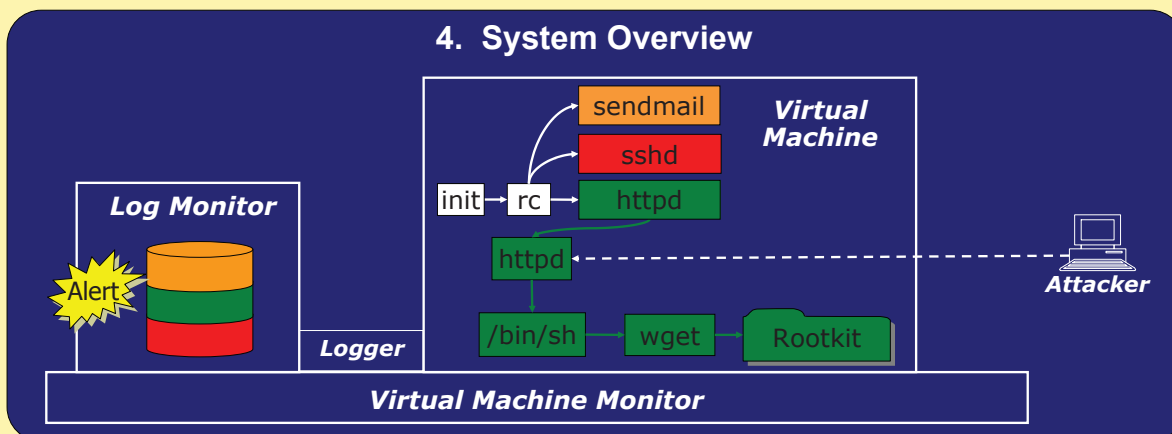 4. System Overview
sendmail
Virtual
Machine
sshd
init
rc
httpd
Log Monitor
httpd
Alert
Attacker
/bin/sh
wget
Rootkit
Logger
Virtual Machine Monitor